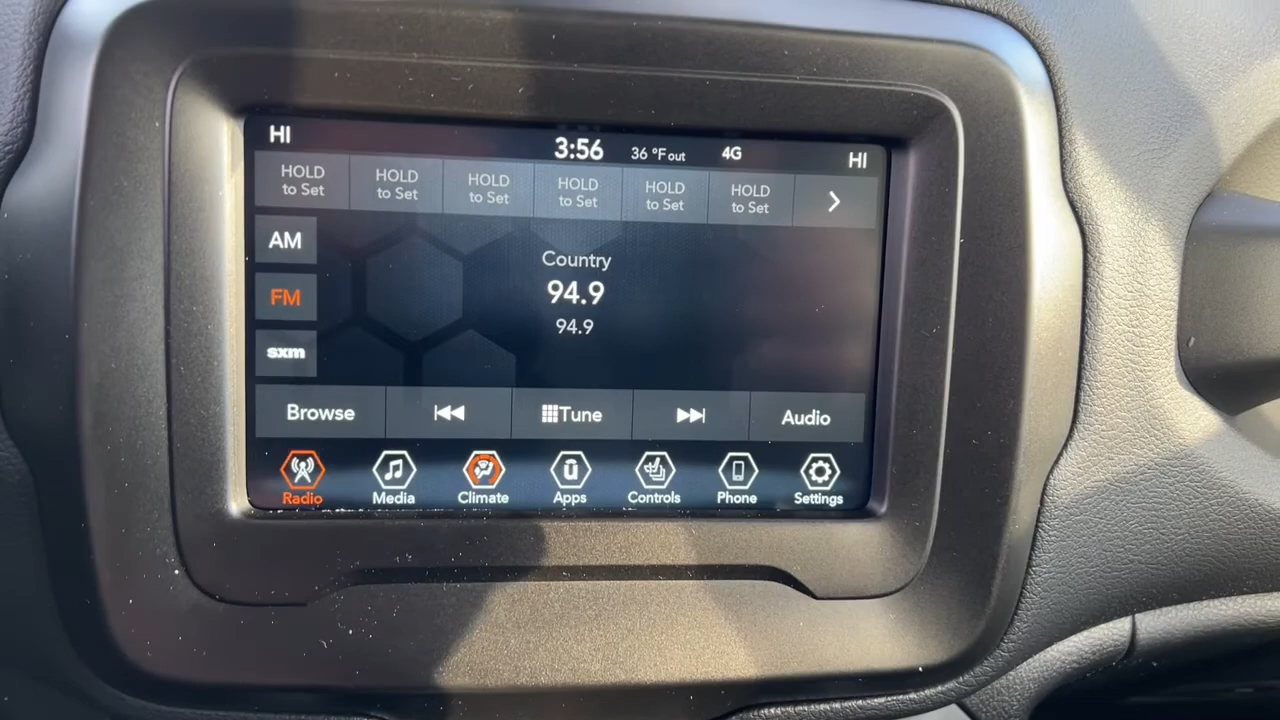 HI 3:56 36 °F out 4G HI
HOLD to Set
HOLD to Set
HOLD to Set
HOLD to Set
HOLD to Set
HOLD to Set
AM
FM
sxm
Country
94.9
94.9
Browse Tune Audio
Radio Media Climate Apps Controls Phone Settings